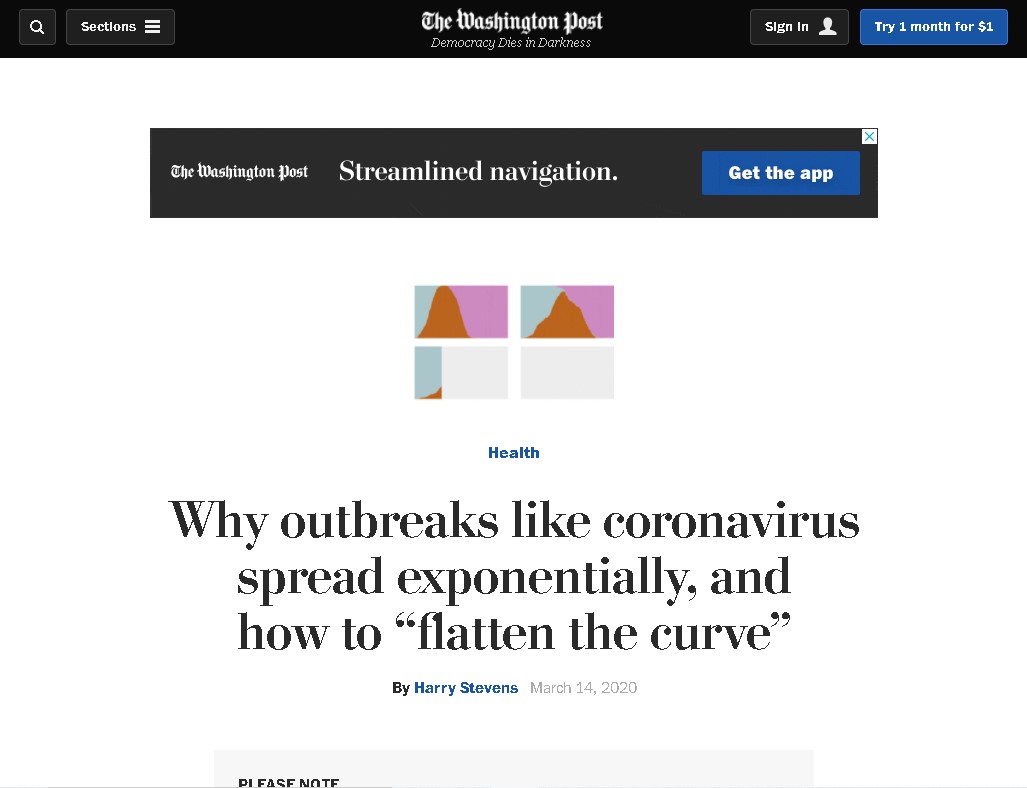 Sections
The Washington Post
Democracy Dies in Darkness
Sign In
Try 1 month for $1
The Washington Post
Streamlined navigation.
Get the app
Health
Why outbreaks like coronavirus
spread exponentially, and
how to “flatten the curve”
By Harry Stevens March 14, 2020
PLEASE NOTE